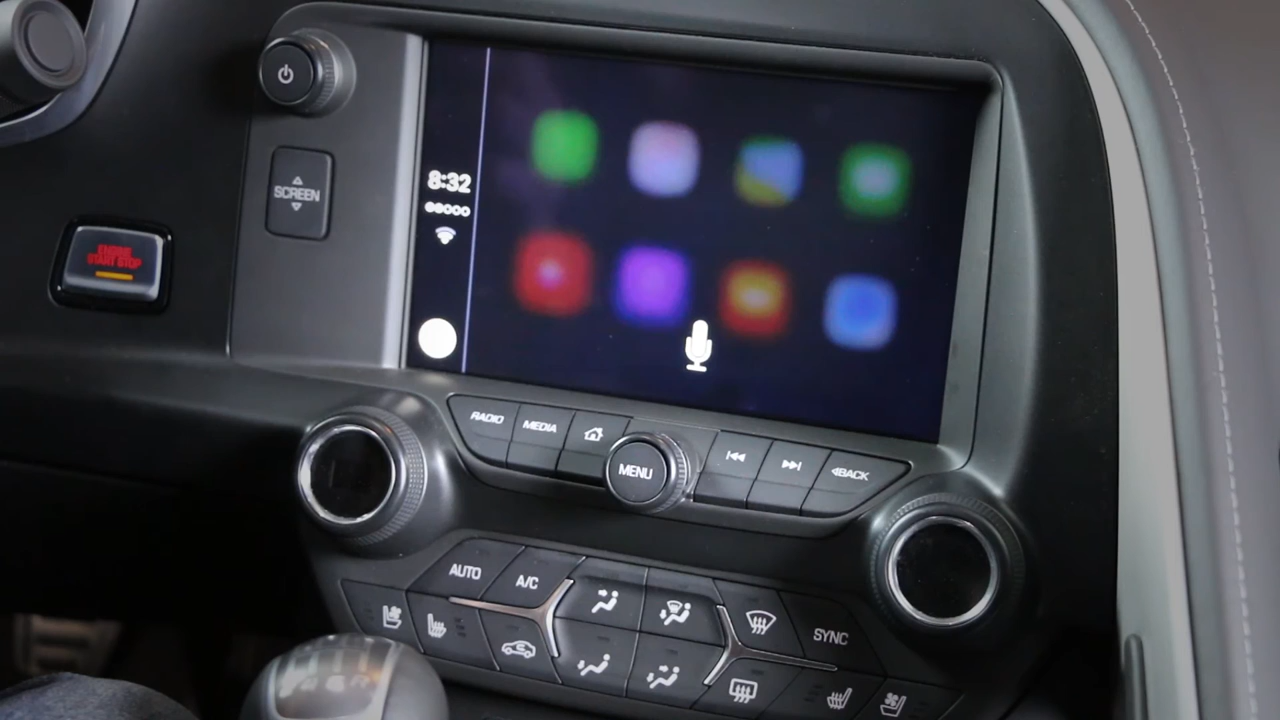 SCREEN
8:32
ENGINE
START STOP
RADIO
MEDIA
MENU
BACK
AUTO
A/C
SYNC